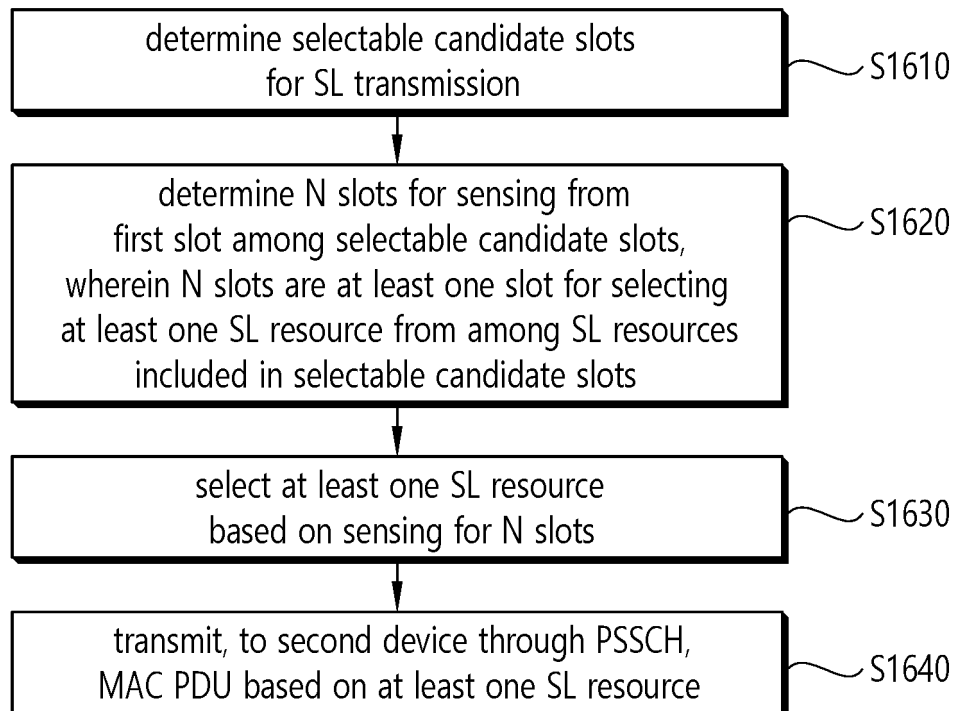 determine selectable candidate slots
for SL transmission
S1610
determine N slots for sensing from
first slot among selectable candidate slots,
wherein N slots are at least one slot for selecting
at least one SL resource from among SL resources
included in selectable candidate slots
S1620
select at least one SL resource
based on sensing for N slots
S1630
transmit, to second device through PSSCH,
MAC PDU based on at least one SL resource
S1640